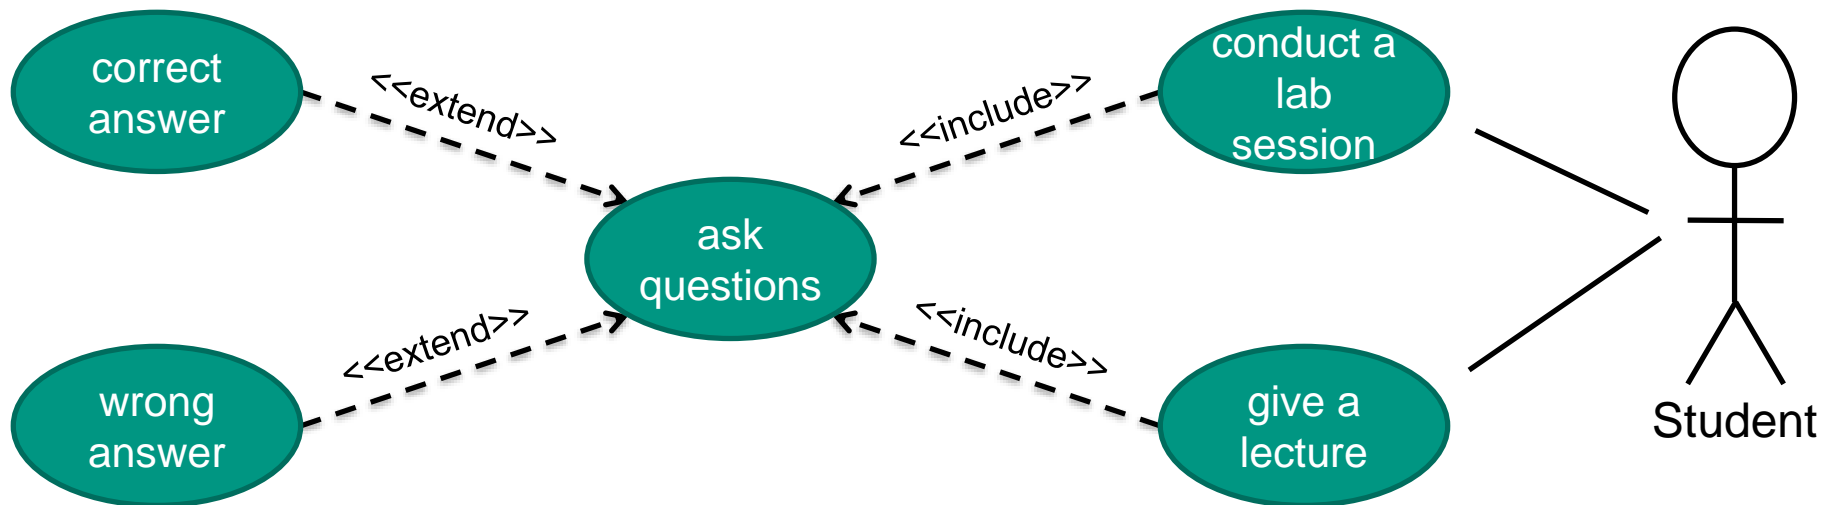 correct
answer
<<extend>>
<<include>>
conduct a
lab
session
ask
questions
<<extend>>
<<include>>
wrong
answer
give a
lecture
Student